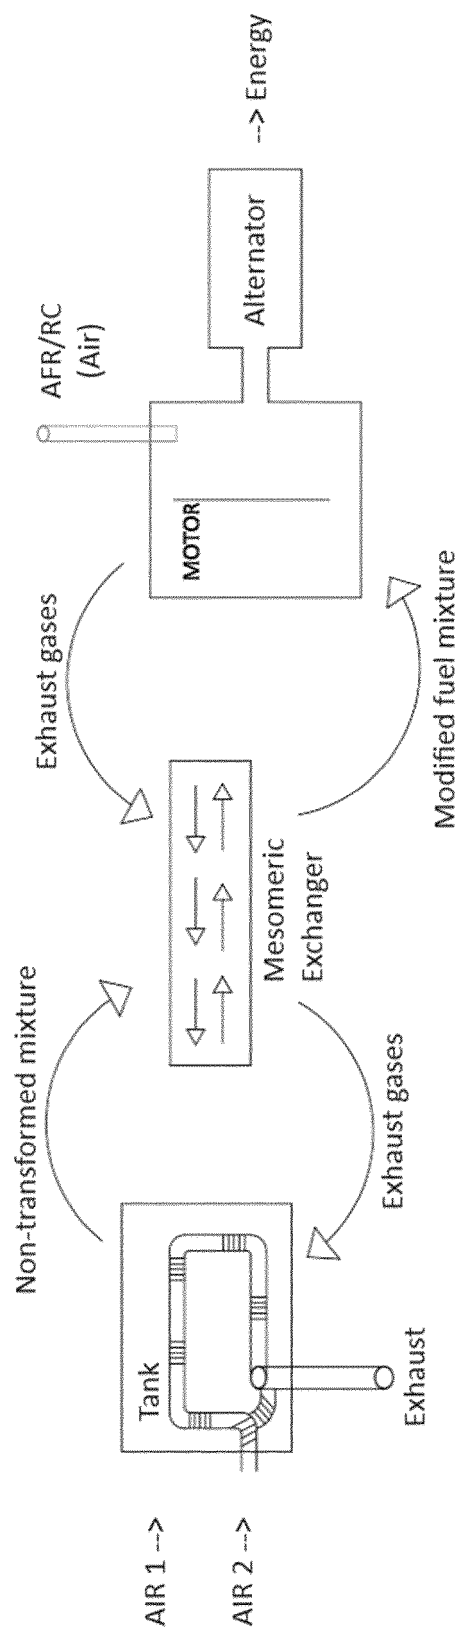 AIR 1 -->
AIR 2 -->
Tank
Exhaust
Non-transformed mixture
Exhaust gases
Mesomeric
Exchanger
Exhaust gases
Modified fuel mixture
MOTOR
AFR/RC
(Air)
Alternator
--> Energy